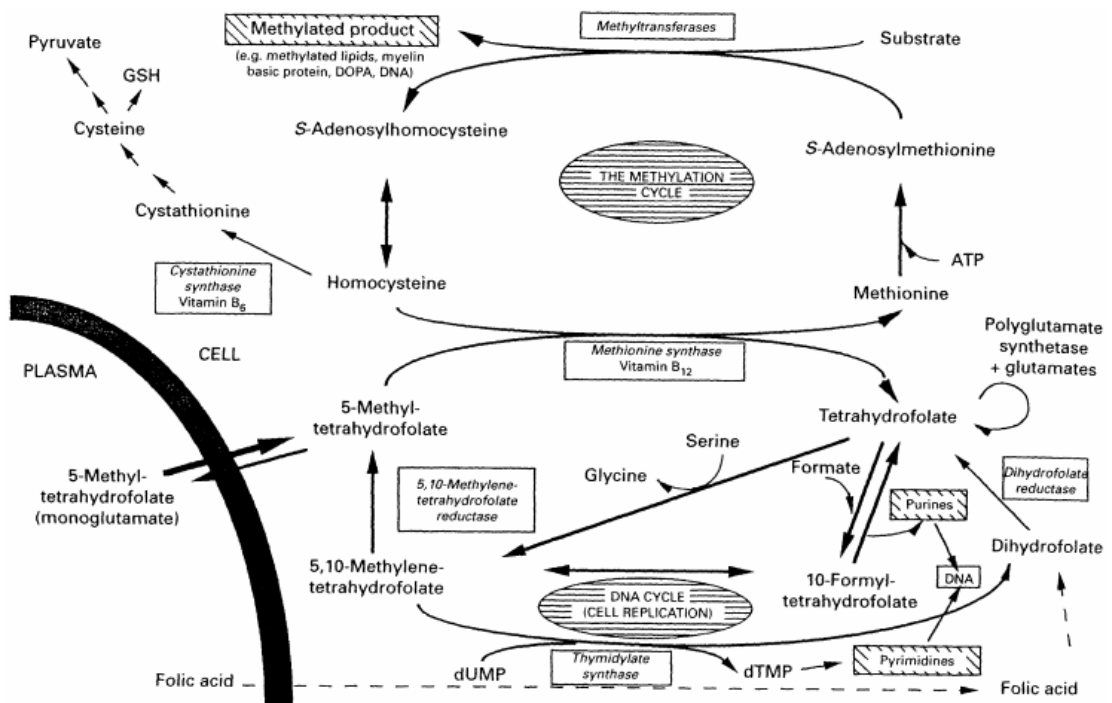 Methylated product
(e.g. methylated lipids, myelin
basic protein, DOPA, DNA)
Methyltransferases
Substrate
Pyruvate
GSH
Cysteine
Cystathionine
S-Adenosylhomocysteine
S-Adenosylmethionine
THE METHYLATION
CYCLE
ATP
Cystathionine
synthase
Vitamin B6
Homocysteine
Methionine
Methionine synthase
Vitamin B12
Polyglutamate
synthetase
+ glutamates
PLASMA
CELL
5-Methyl-
tetrahydrofolate
Tetrahydrofolate
5-Methyl-
tetrahydrofolate
(monoglutamate)
Serine
Glycine
Formate
5,10-Methylene-
tetrahydrofolate
reductase
Purines
Dihydrofolate
reductase
5,10-Methylene-
tetrahydrofolate
10-Formyl-
tetrahydrofolate
DNA
Dihydrofolate
DNA CYCLE
(CELL REPLICATION)
dUMP
Thymidylate
synthase
dTMP
Pyrimidines
Folic acid
Folic acid